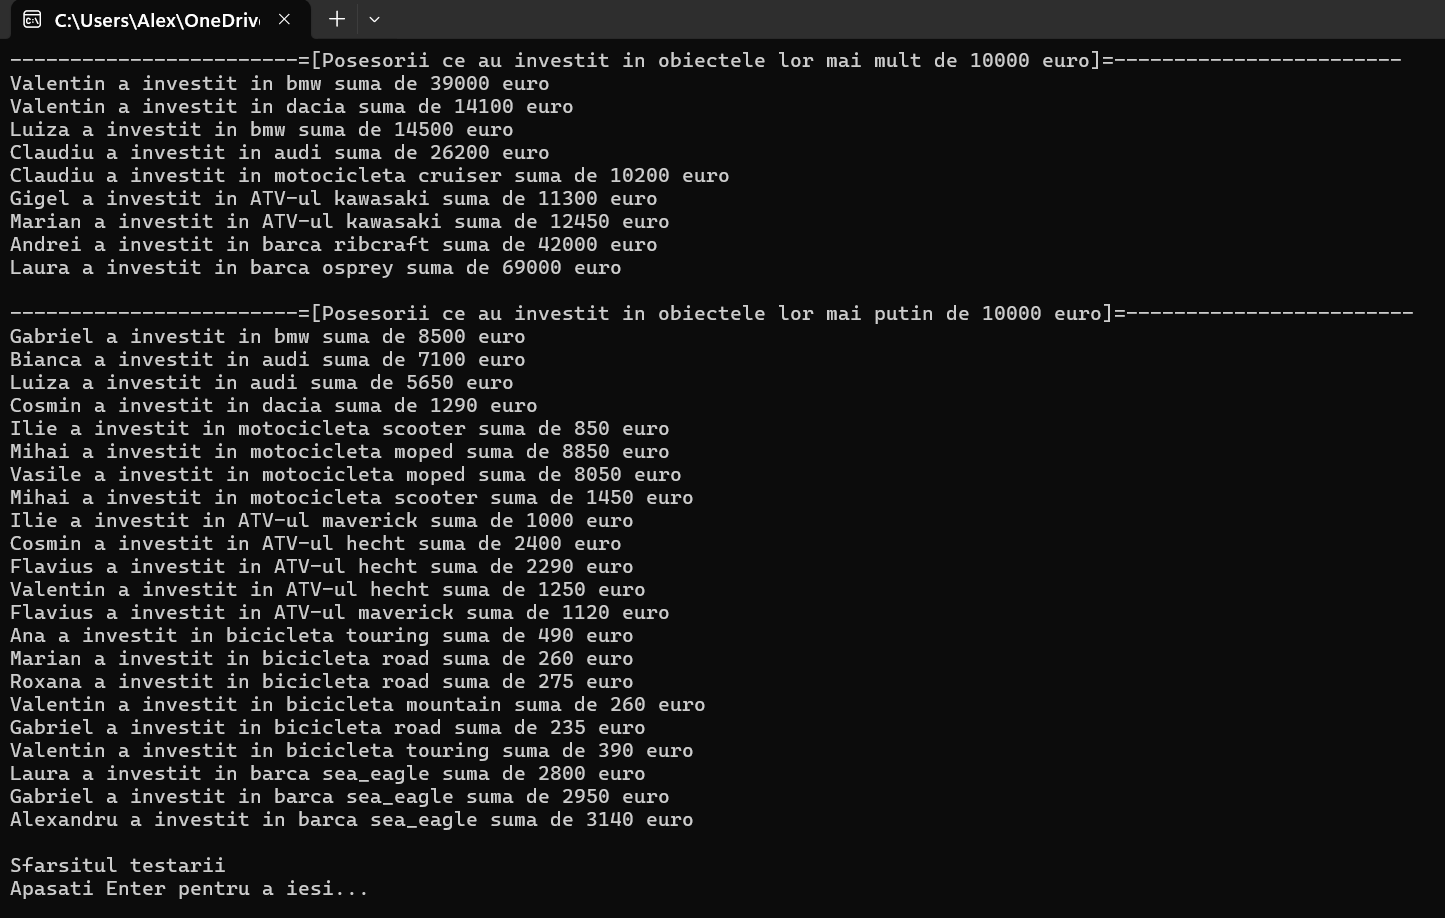 C:\Users\Alex\OneDriv
------------------------=[Posesorii ce au investit in obiectele lor mai mult de 10000 euro]=------------------------
Valentin a investit in bmw suma de 39000 euro
Valentin a investit in dacia suma de 14100 euro
Luiza a investit in bmw suma de 14500 euro
Claudiu a investit in audi suma de 26200 euro
Claudiu a investit in motocicleta cruiser suma de 10200 euro
Gigel a investit in ATV-ul kawasaki suma de 11300 euro
Marian a investit in ATV-ul kawasaki suma de 12450 euro
Andrei a investit in barca ribcraft suma de 42000 euro
Laura a investit in barca osprey suma de 69000 euro
------------------------=[Posesorii ce au investit in obiectele lor mai putin de 10000 euro]=------------------------
Gabriel a investit in bmw suma de 8500 euro
Bianca a investit in audi suma de 7100 euro
Luiza a investit in audi suma de 5650 euro
Cosmin a investit in dacia suma de 1290 euro
Ilie a investit in motocicleta scooter suma de 850 euro
Mihai a investit in motocicleta moped suma de 8850 euro
Vasile a investit in motocicleta moped suma de 8050 euro
Mihai a investit in motocicleta scooter suma de 1450 euro
Ilie a investit in ATV-ul maverick suma de 1000 euro
Cosmin a investit in ATV-ul hecht suma de 2400 euro
Flavius a investit in ATV-ul hecht suma de 2290 euro
Valentin a investit in ATV-ul hecht suma de 1250 euro
Flavius a investit in ATV-ul maverick suma de 1120 euro
Ana a investit in bicicleta touring suma de 490 euro
Marian a investit in bicicleta road suma de 260 euro
Roxana a investit in bicicleta road suma de 275 euro
Valentin a investit in bicicleta mountain suma de 260 euro
Gabriel a investit in bicicleta road suma de 235 euro
Valentin a investit in bicicleta touring suma de 390 euro
Laura a investit in barca sea_eagle suma de 2800 euro
Gabriel a investit in barca sea_eagle suma de 2950 euro
Alexandru a investit in barca sea_eagle suma de 3140 euro
Sfarsitul testarii
Apasati Enter pentru a iesi...